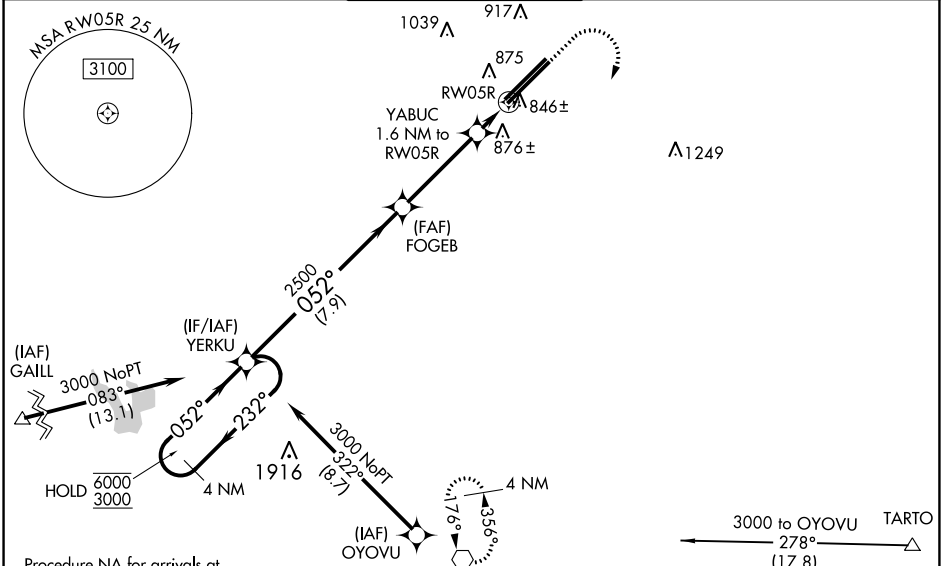 MSA RW05R 25 NM
3100
1039
917
875
RW05R
846±
YABUC
1.6 NM to
RW05R
876±
1249
(FAF)
FOGEB
2500
052°
(7.9)
(IF/IAF)
YERKU
(IAF)
GAILL
3000 NoPT
083°
(13.1)
052°
232°
HOLD
6000
3000
4 NM
1916
3000 NoPT
322°
(8.7)
(IAF)
OYOVU
4 NM
176°
356°
3000 to OYOVU
278°
(17.8)
TARTO
Procedure NA for arrivals at